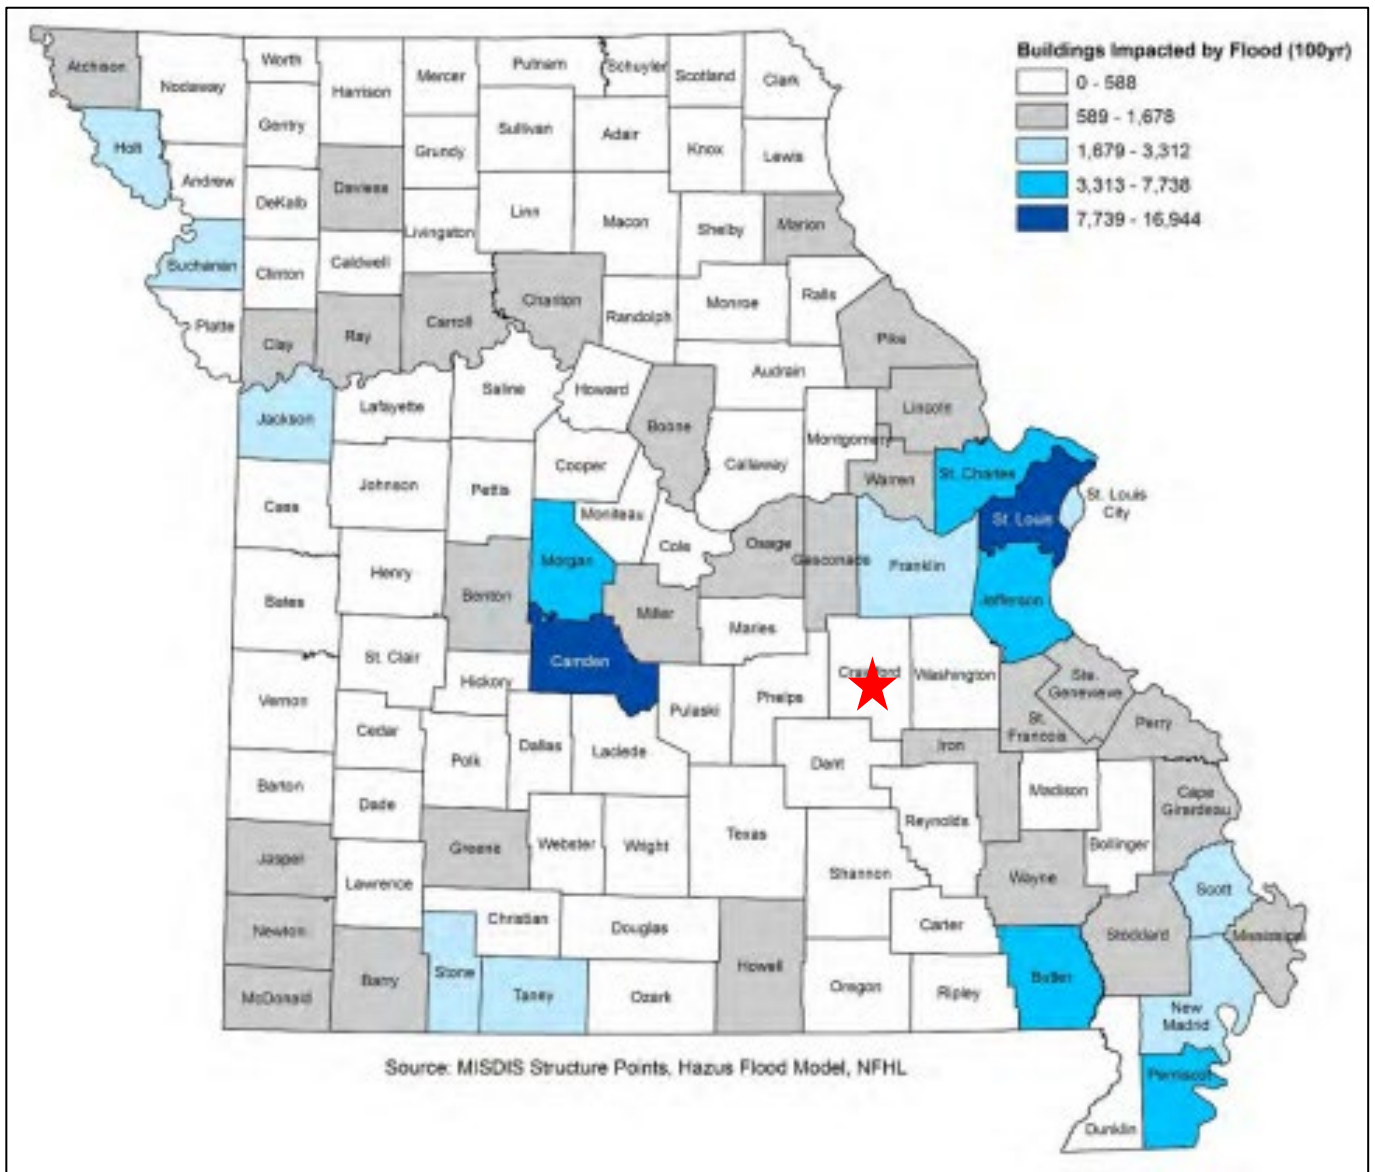 Buildings Impacted by Flood (100yr)
0 - 588
589 - 1,678
1,679 - 3,312
3,313 - 7,738
7,739 - 16,944
Atchison
Nodaway
Worth
Harrison
Mercer
Putnam
Schuyler
Scotland
Clark
Holt
Gentry
Sullivan
Adair
Knox
Lewis
Andrew
DeKalb
Daviess
Grundy
Linn
Macon
Shelby
Marion
Buchanan
Clinton
Caldwell
Livingston
Chariton
Randolph
Monroe
Ralls
Platte
Clay
Ray
Carroll
Pike
Audrain
Jackson
Lafayette
Saline
Howard
Boone
Lincoln
Montgomery
Callaway
Cooper
Warren
St. Charles
Cass
Johnson
Pettis
Moniteau
Cole
Osage
Gasconade
Franklin
St. Louis
St. Louis
City
Morgan
Henry
Benton
Miller
Maries
Jefferson
Bates
St. Clair
Hickory
Camden
Pulaski
Phelps
Crawford
Washington
Ste.
Genevieve
St.
Francois
Perry
Vernon
Cedar
Polk
Dallas
Laclede
Dent
Iron
Madison
Cape
Girardeau
Barton
Dade
Greene
Webster
Wright
Texas
Reynolds
Bollinger
Jasper
Lawrence
Shannon
Wayne
Scott
Newton
Christian
Douglas
Carter
Stoddard
Mississippi
McDonald
Barry
Stone
Taney
Ozark
Howell
Oregon
Ripley
Butler
New
Madrid
Pemiscot
Dunklin
Source: MISDIS Structure Points, Hazus Flood Model, NFHL